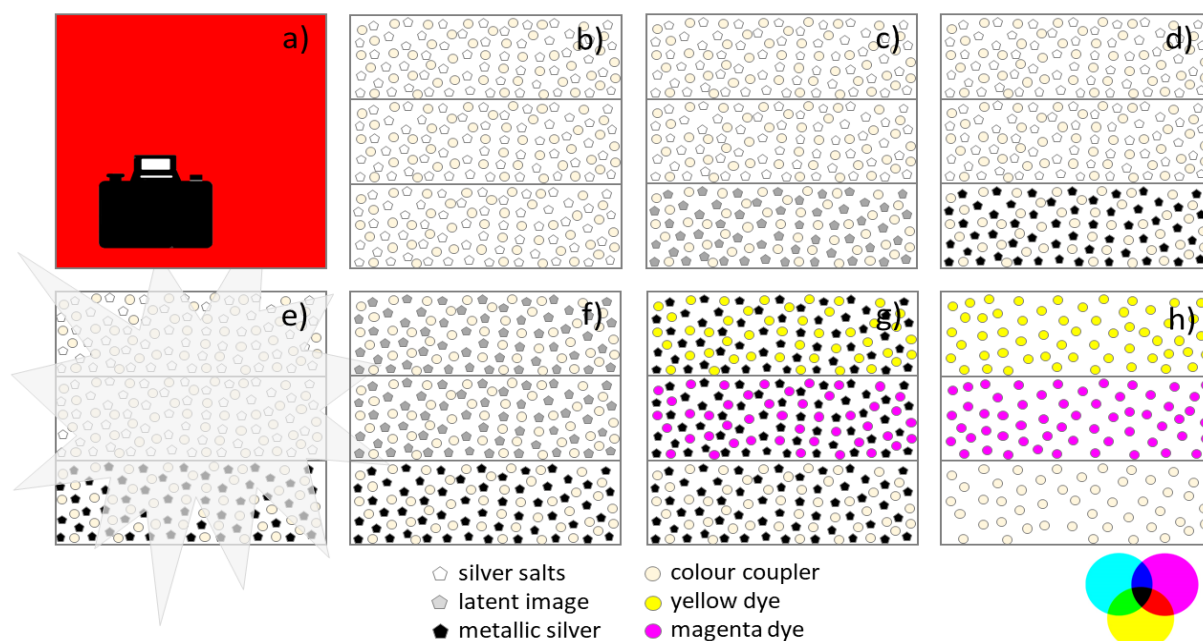 a)
b)
c)
d)
e)
f)
g)
h)
silver salts
colour coupler
latent image
yellow dye
metallic silver
magenta dye